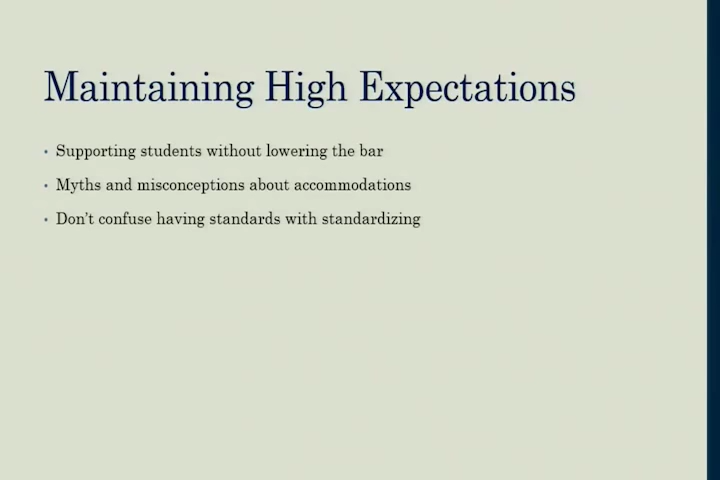 Maintaining High Expectations
• Supporting students without lowering the bar
• Myths and misconceptions about accommodations
• Don’t confuse having standards with standardizing